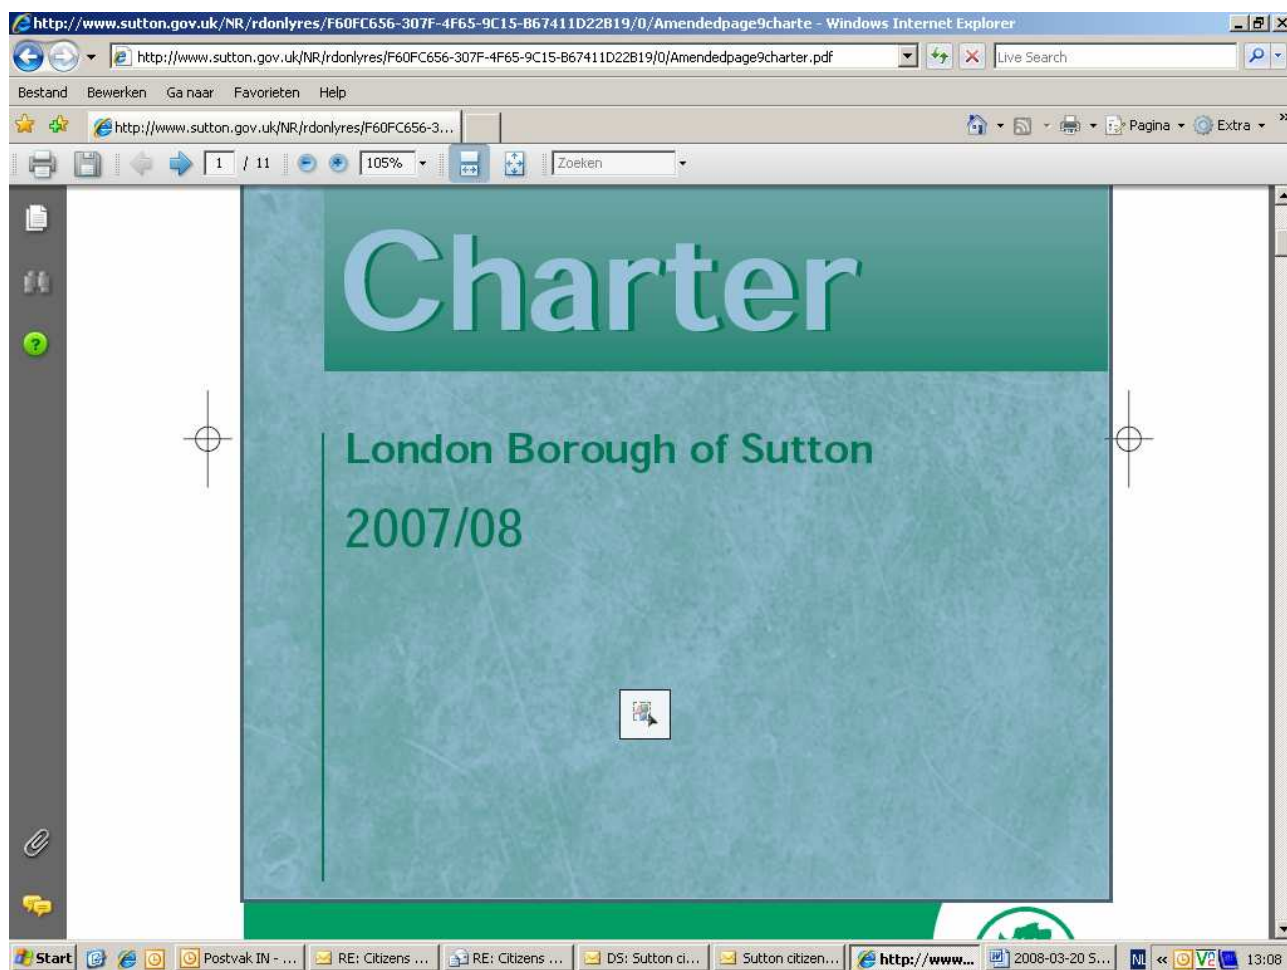 http://www.sutton.gov.uk/NR/rdonlyres/F60FC656-307F-4F65-9C15-B67411D22B19/0/Amendedpage9charte - Windows Internet Explorer
http://www.sutton.gov.uk/NR/rdonlyres/F60FC656-307F-4F65-9C15-B67411D22B19/0/Amendedpage9charter.pdf
Live Search
Bestand Bewerken Ga naar Favorieten Help
http://www.sutton.gov.uk/NR/rdonlyres/F60FC656-3...
Pagina Extra »
1 / 11 105% Zoeken
Charter
London Borough of Sutton
2007/08
Start Postvak IN - ... RE: Citizens ... RE: Citizens ... DS: Sutton ci... Sutton citizen... http://www... 2008-03-20 S... NL « V2 13:08